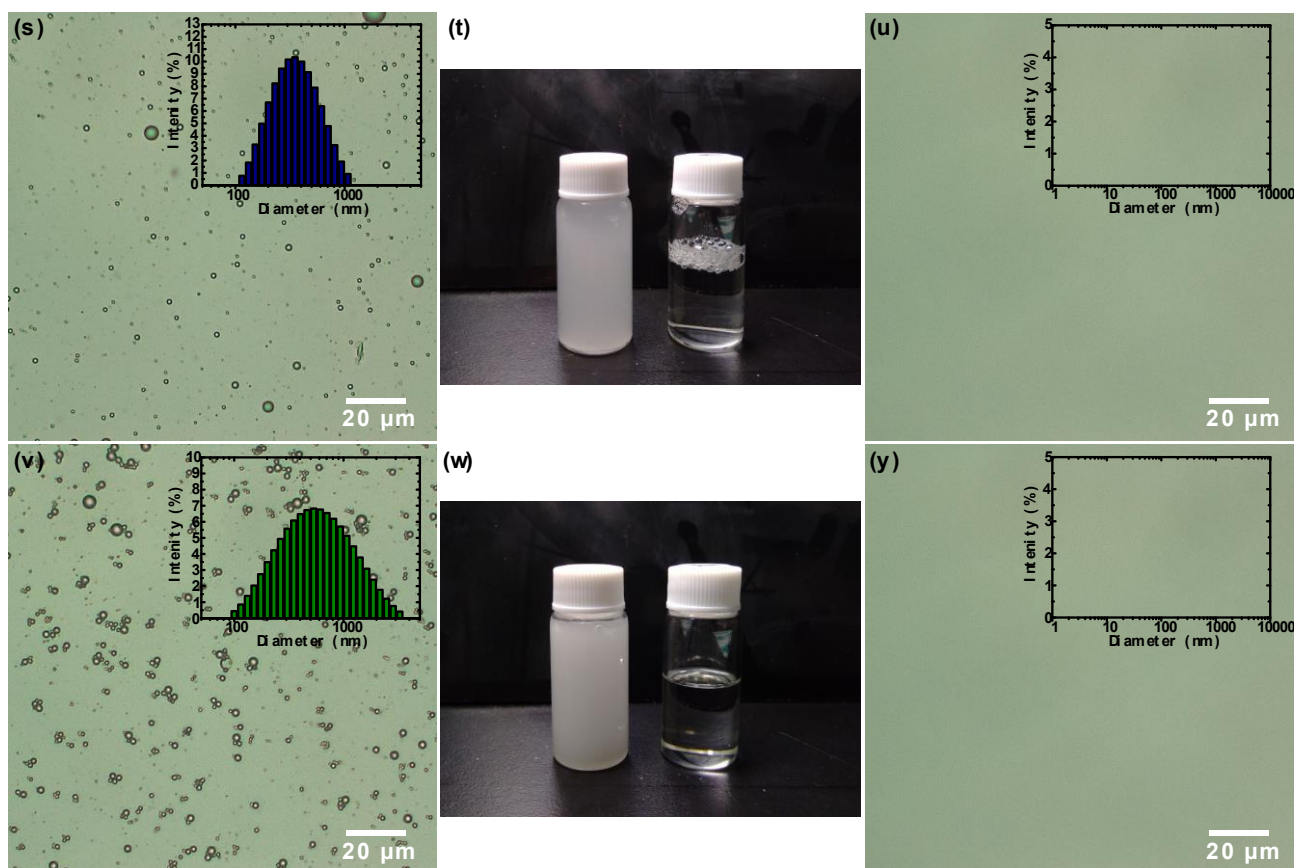 (s)
13
12
11
10
9
8
7
6
5
4
3
2
1
0
Intenity (%)
100 1000
Diameter (nm)
20 µm
(t)
(u)
5
4
3
2
1
0
Intenity (%)
1 10 100 1000 10000
Diameter (nm)
20 µm
(v)
10
9
8
7
6
5
4
3
2
1
0
Intenity (%)
100 1000
Diameter (nm)
20 µm
(w)
(y)
5
4
3
2
1
0
Intenity (%)
1 10 100 1000 10000
Diameter (nm)
20 µm